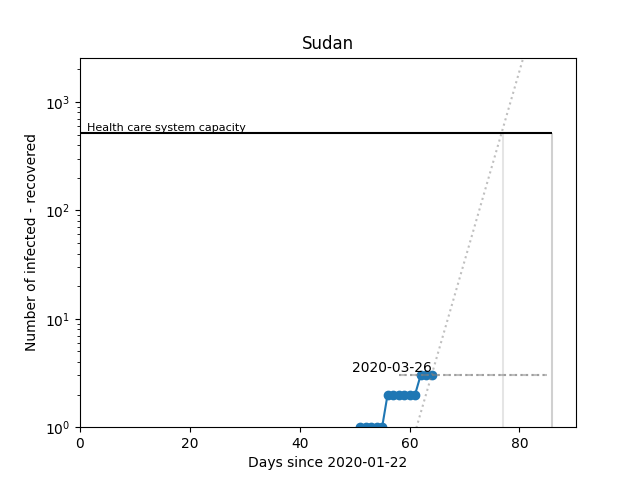 Sudan
Number of infected - recovered
10³
Health care system capacity
10²
10¹
2020-03-26
10⁰
0 20 40 60 80
Days since 2020-01-22